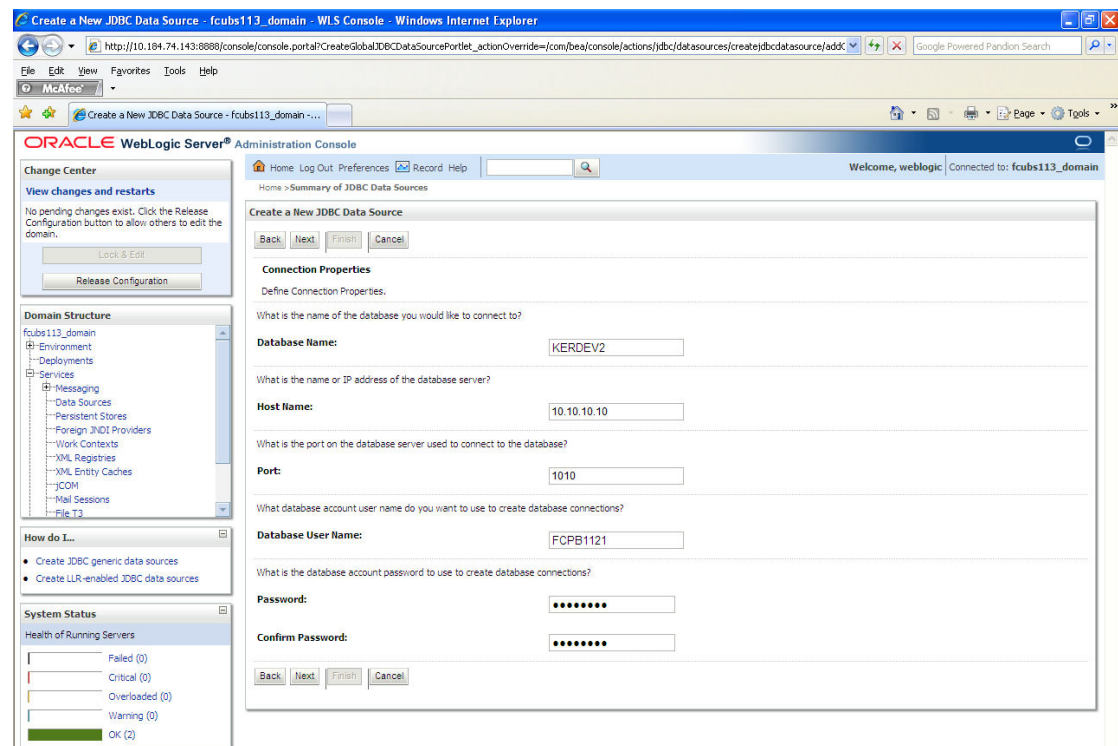 Create a New JDBC Data Source - fcubs113_domain - WLS Console - Windows Internet Explorer
http://10.184.74.143:8888/console/console.portal?CreateGlobalJDBCDataSourcePortlet_actionOverride=/com/bea/console/actions/jdbc/datasources/createjdbcdatasource/addC
Google Powered Pandion Search
File Edit View Favorites Tools Help
McAfee
Create a New JDBC Data Source - fcubs113_domain -...
Page Tools
ORACLE WebLogic Server® Administration Console
Change Center
View changes and restarts
No pending changes exist. Click the Release
Configuration button to allow others to edit the
domain.
Lock & Edit
Release Configuration
Domain Structure
fcubs113_domain
Environment
Deployments
Services
Messaging
Data Sources
Persistent Stores
Foreign JNDI Providers
Work Contexts
XML Registries
XML Entity Caches
jCOM
Mail Sessions
File T3
How do I...
Create JDBC generic data sources
Create LLR-enabled JDBC data sources
System Status
Health of Running Servers
Failed (0)
Critical (0)
Overloaded (0)
Warning (0)
OK (2)
Home Log Out Preferences Record Help
Welcome, weblogic Connected to: fcubs113_domain
Home >Summary of JDBC Data Sources
Create a New JDBC Data Source
Back Next Finish Cancel
Connection Properties
Define Connection Properties.
What is the name of the database you would like to connect to?
Database Name: KERDEV2
What is the name or IP address of the database server?
Host Name: 10.10.10.10
What is the port on the database server used to connect to the database?
Port: 1010
What database account user name do you want to use to create database connections?
Database User Name: FCPB1121
What is the database account password to use to create database connections?
Password: ●●●●●●●●
Confirm Password: ●●●●●●●●
Back Next Finish Cancel